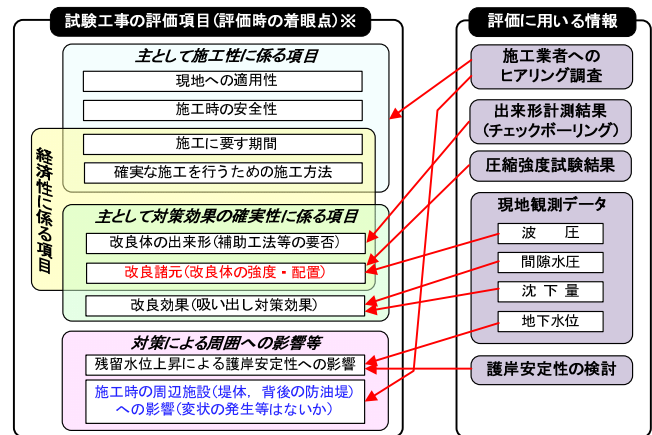 試験工事の評価項目(評価時の着眼点)※
主として施工性に係る項目
現地への適用性
施工時の安全性
施工に要す期間
確実な施工を行うための施工方法
経済性に係る項目
主として対策効果の確実性に係る項目
改良体の出来形(補助工法等の要否)
改良諸元(改良体の強度・配置)
改良効果(吸い出し対策効果)
対策による周囲への影響等
残留水位上昇による護岸安定性への影響
施工時の周辺施設(堤体,背後の防油堤)
への影響(変状の発生等はないか)
評価に用いる情報
施工業者への
ヒアリング調査
出来形計測結果
(チェックボーリング)
圧縮強度試験結果
現地観測データ
波 圧
間隙水圧
沈下量
地下水位
護岸安定性の検討